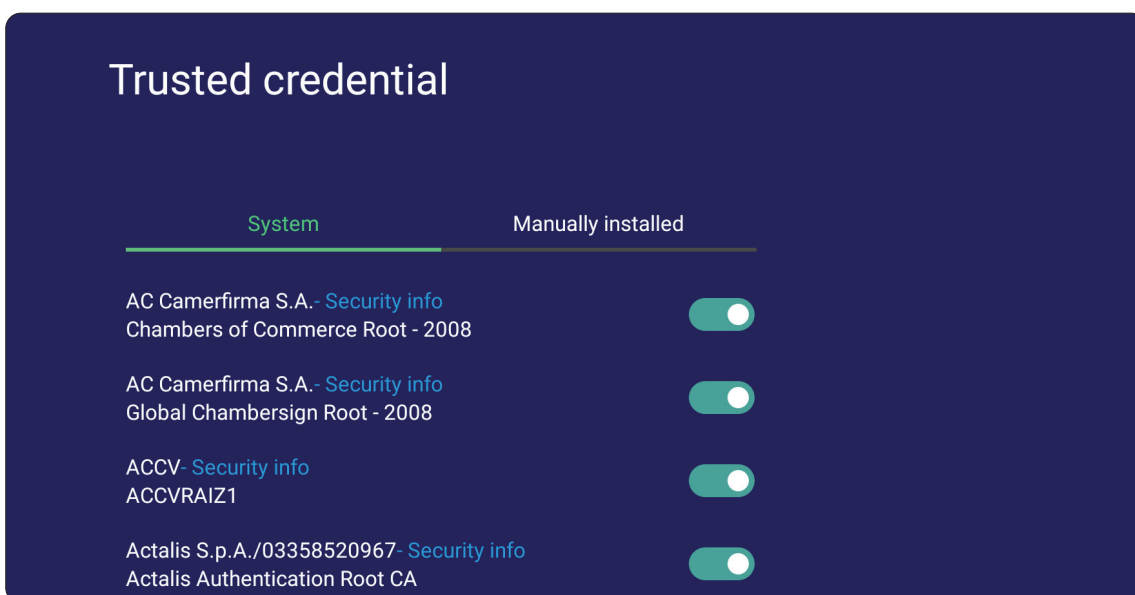 Trusted credential
System
Manually installed
AC Camerfirma S.A.- Security info
Chambers of Commerce Root - 2008
AC Camerfirma S.A.- Security info
Global Chambersign Root - 2008
ACCV- Security info
ACCVRAIZ1
Actalis S.p.A./03358520967- Security info
Actalis Authentication Root CA